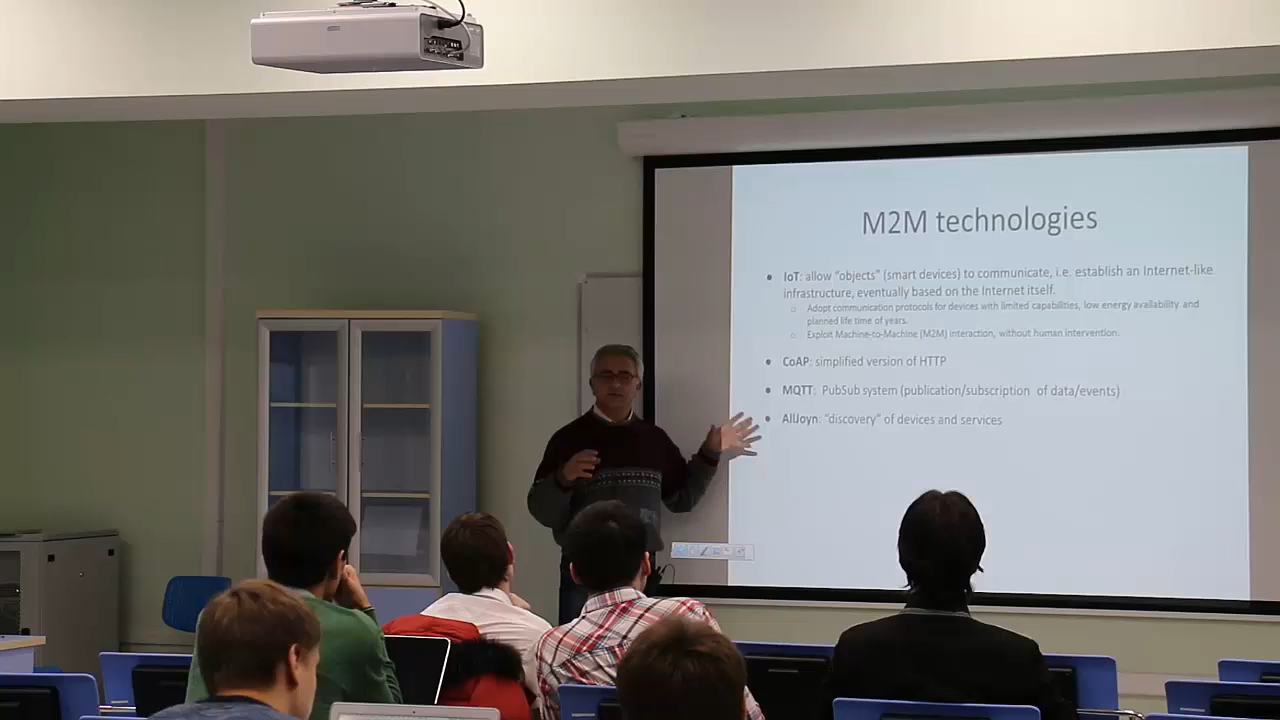 M2M technologies
● IoT: allow "objects" (smart devices) to communicate, i.e. establish an Internet-like
infrastructure, eventually based on the Internet itself.
○ Adopt communication protocols for devices with limited capabilities, low energy availability and
planned life time of years.
○ Exploit Machine-to-Machine (M2M) interaction, without human intervention.
● CoAP: simplified version of HTTP
● MQTT: PubSub system (publication/subscription of data/events)
● AllJoyn: "discovery" of devices and services